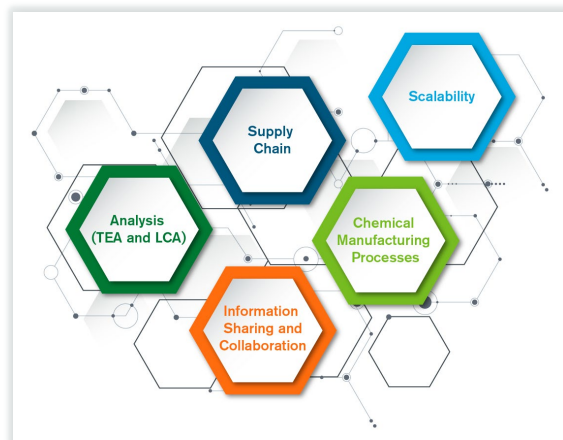 Scalability
Supply
Chain
Analysis
(TEA and LCA)
Chemical
Manufacturing
Processes
Information
Sharing and
Collaboration